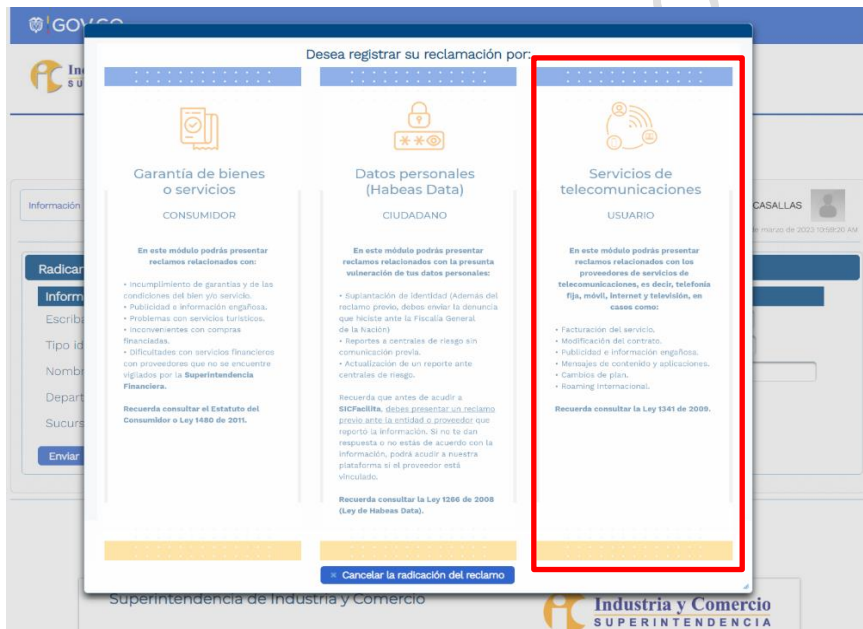 GOV.CO
Desea registrar su reclamación por:
Garantía de bienes
o servicios
CONSUMIDOR
En este módulo podrás presentar
reclamos relacionados con:
• Incumplimiento de garantías y de las
condiciones del bien y/o servicio.
• Publicidad e información engañosa.
• Problemas con servicios turísticos.
• Inconvenientes con compras
financiadas.
• Dificultades con servicios financieros
con proveedores que no se encuentre
vigilados por la Superintendencia
Financiera.
Recuerda consultar el Estatuto del
Consumidor o Ley 1480 de 2011.
Datos personales
(Habeas Data)
CIUDADANO
En este módulo podrás presentar
reclamos relacionados con la presunta
vulneración de tus datos personales:
• Suplantación de identidad (Además del
reclamo previo, debes enviar la denuncia
que hiciste ante la Fiscalía General
de la Nación)
• Reportes a centrales de riesgo sin
comunicación previa.
• Actualización de un reporte ante
centrales de riesgo.
Recuerda que antes de acudir a
SICFacilita, debes presentar un reclamo
previo ante la entidad o proveedor que
reportó la información. Si no te dan
respuesta o no estás de acuerdo con la
información, podrá acudir a nuestra
plataforma si el proveedor está
vinculado.
Recuerda consultar la Ley 1266 de 2008
(Ley de Habeas Data).
Servicios de
telecomunicaciones
USUARIO
En este módulo podrás presentar
reclamos relacionados con los
proveedores de servicios de
telecomunicaciones, es decir, telefonía
fija, móvil, internet y televisión, en
casos como:
• Facturación del servicio.
• Modificación del contrato.
• Publicidad e información engañosa.
• Mensajes de contenido y aplicaciones.
• Cambios de plan.
• Roaming Internacional.
Recuerda consultar la Ley 1341 de 2009.
× Cancelar la radicación del reclamo
Información
CASALLAS
de marzo de 2022 10:59:20 AM
Radicar
Inform
Escrib
Tipo id
Nombr
Depart
Sucurs
Enviar
Superintendencia de Industria y Comercio
Industria y Comercio
SUPERINTENDENCIA